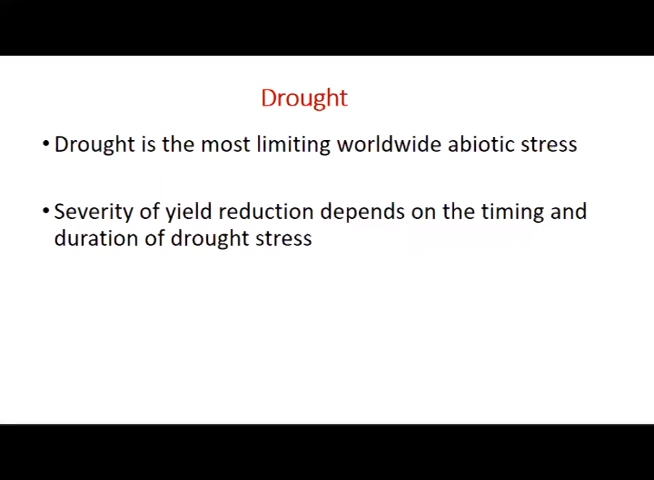 Drought
• Drought is the most limiting worldwide abiotic stress
• Severity of yield reduction depends on the timing and
duration of drought stress